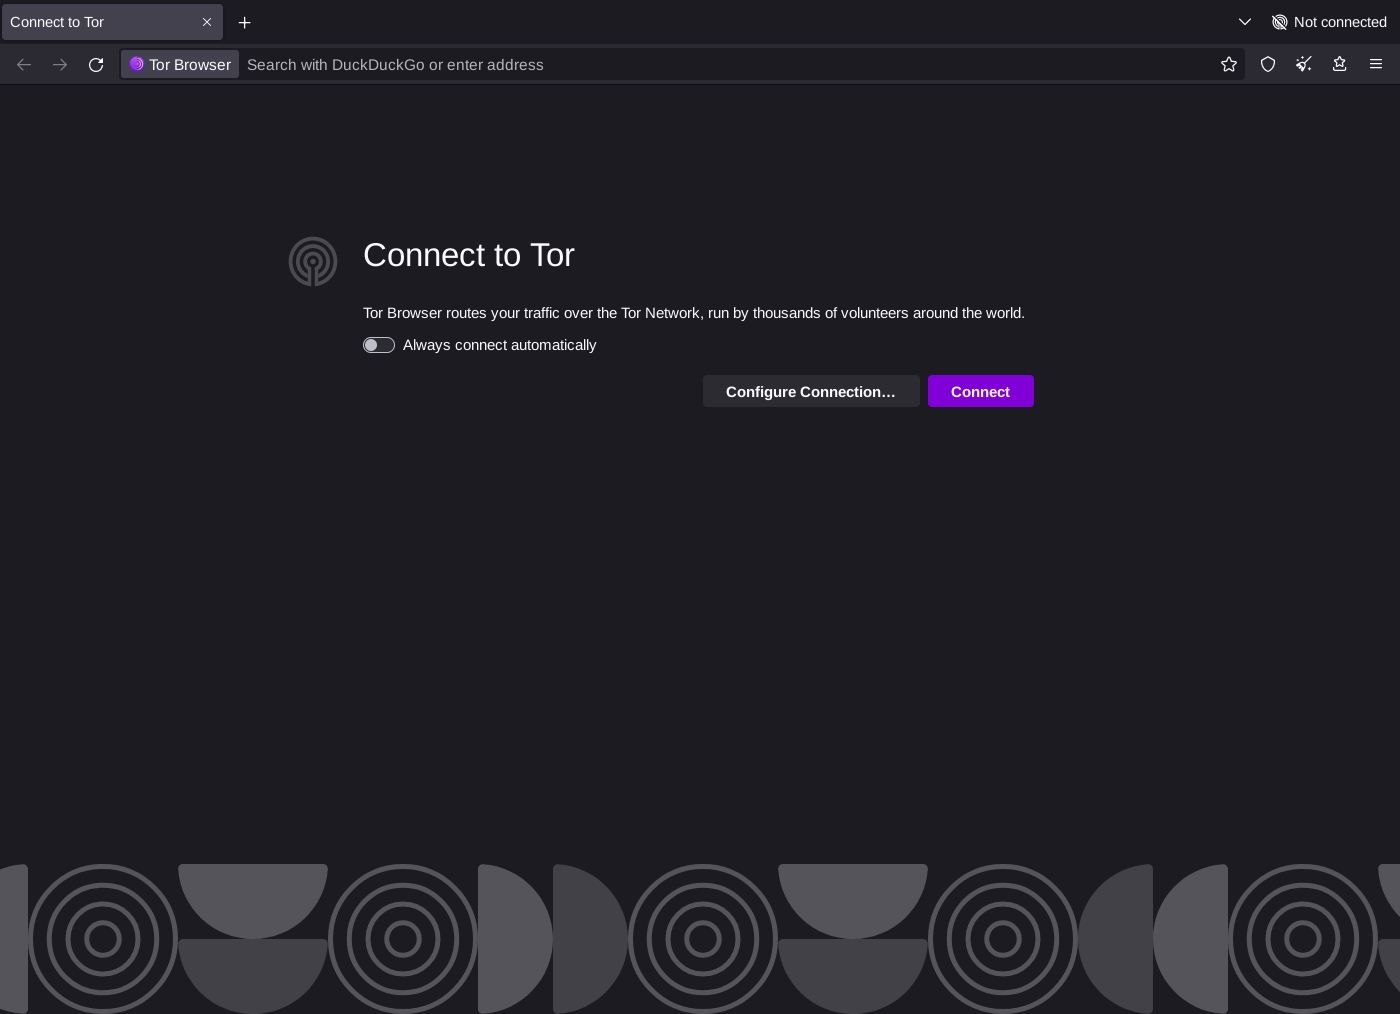 Connect to Tor
Not connected
Tor Browser
Search with DuckDuckGo or enter address
Connect to Tor
Tor Browser routes your traffic over the Tor Network, run by thousands of volunteers around the world.
Always connect automatically
Configure Connection…
Connect